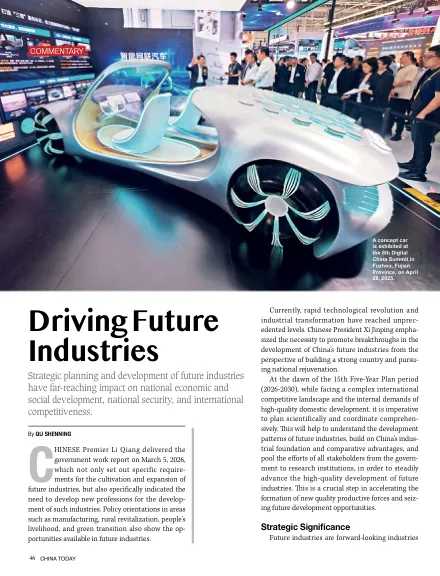 COMMENTARY
智能网联汽车
A concept car
is exhibited at
the 8th Digital
China Summit in
Fuzhou, Fujian
Province, on April
28, 2025.
Driving Future
Industries
Strategic planning and development of future industries
have far-reaching impact on national economic and
social development, national security, and international
competitiveness.
By QU SHENNING
CHINESE Premier Li Qiang delivered the
government work report on March 5, 2026,
which not only set out specific require-
ments for the cultivation and expansion of
future industries, but also specifically indicated the
need to develop new professions for the develop-
ment of such industries. Policy orientations in areas
such as manufacturing, rural revitalization, people's
livelihood, and green transition also show the op-
portunities available in future industries.
Currently, rapid technological revolution and
industrial transformation have reached unprec-
edented levels. Chinese President Xi Jinping empha-
sized the necessity to promote breakthroughs in the
development of China's future industries from the
perspective of building a strong country and pursu-
ing national rejuvenation.
At the dawn of the 15th Five-Year Plan period
(2026-2030), while facing a complex international
competitive landscape and the internal demands of
high-quality domestic development, it is imperative
to plan scientifically and coordinate comprehen-
sively. This will help to understand the development
patterns of future industries, build on China's indus-
trial foundation and comparative advantages, and
pool the efforts of all stakeholders from the govern-
ment to research institutions, in order to steadily
advance the high-quality development of future
industries. This is a crucial step in accelerating the
formation of new quality productive forces and seiz-
ing future development opportunities.
Strategic Significance
Future industries are forward-looking industries
46 CHINA TODAY